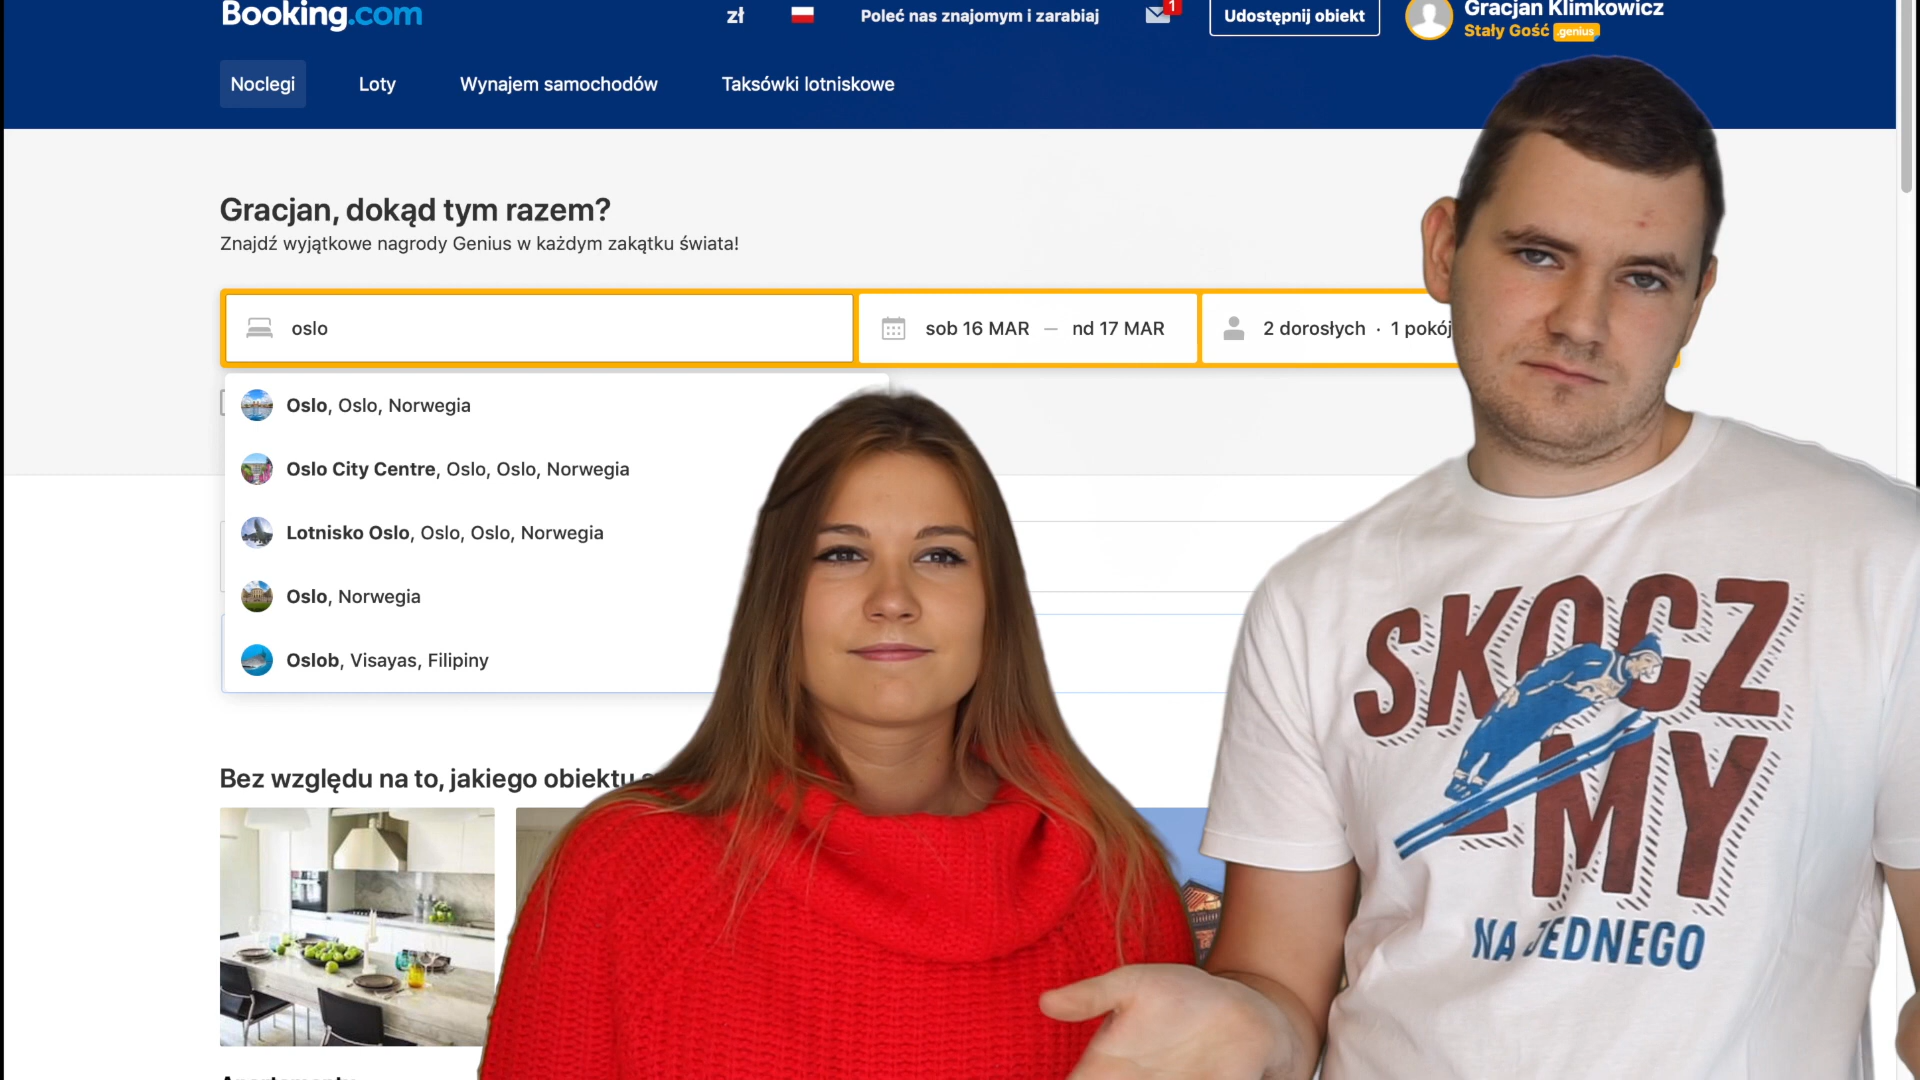 Booking.com
zł
Poleć nas znajomym i zarabiaj
1
Udostępnij obiekt
Gracjan Klimkowicz
Stały Gość genius
Noclegi
Loty
Wynajem samochodów
Taksówki lotniskowe
Gracjan, dokąd tym razem?
Znajdź wyjątkowe nagrody Genius w każdym zakątku świata!
oslo
sob 16 MAR — nd 17 MAR
2 dorosłych · 1 pokój
Oslo, Oslo, Norwegia
Oslo City Centre, Oslo, Oslo, Norwegia
Lotnisko Oslo, Oslo, Oslo, Norwegia
Oslo, Norwegia
Oslob, Visayas, Filipiny
Bez względu na to, jakiego obiektu
SKOCZ
MY
NA JEDNEGO